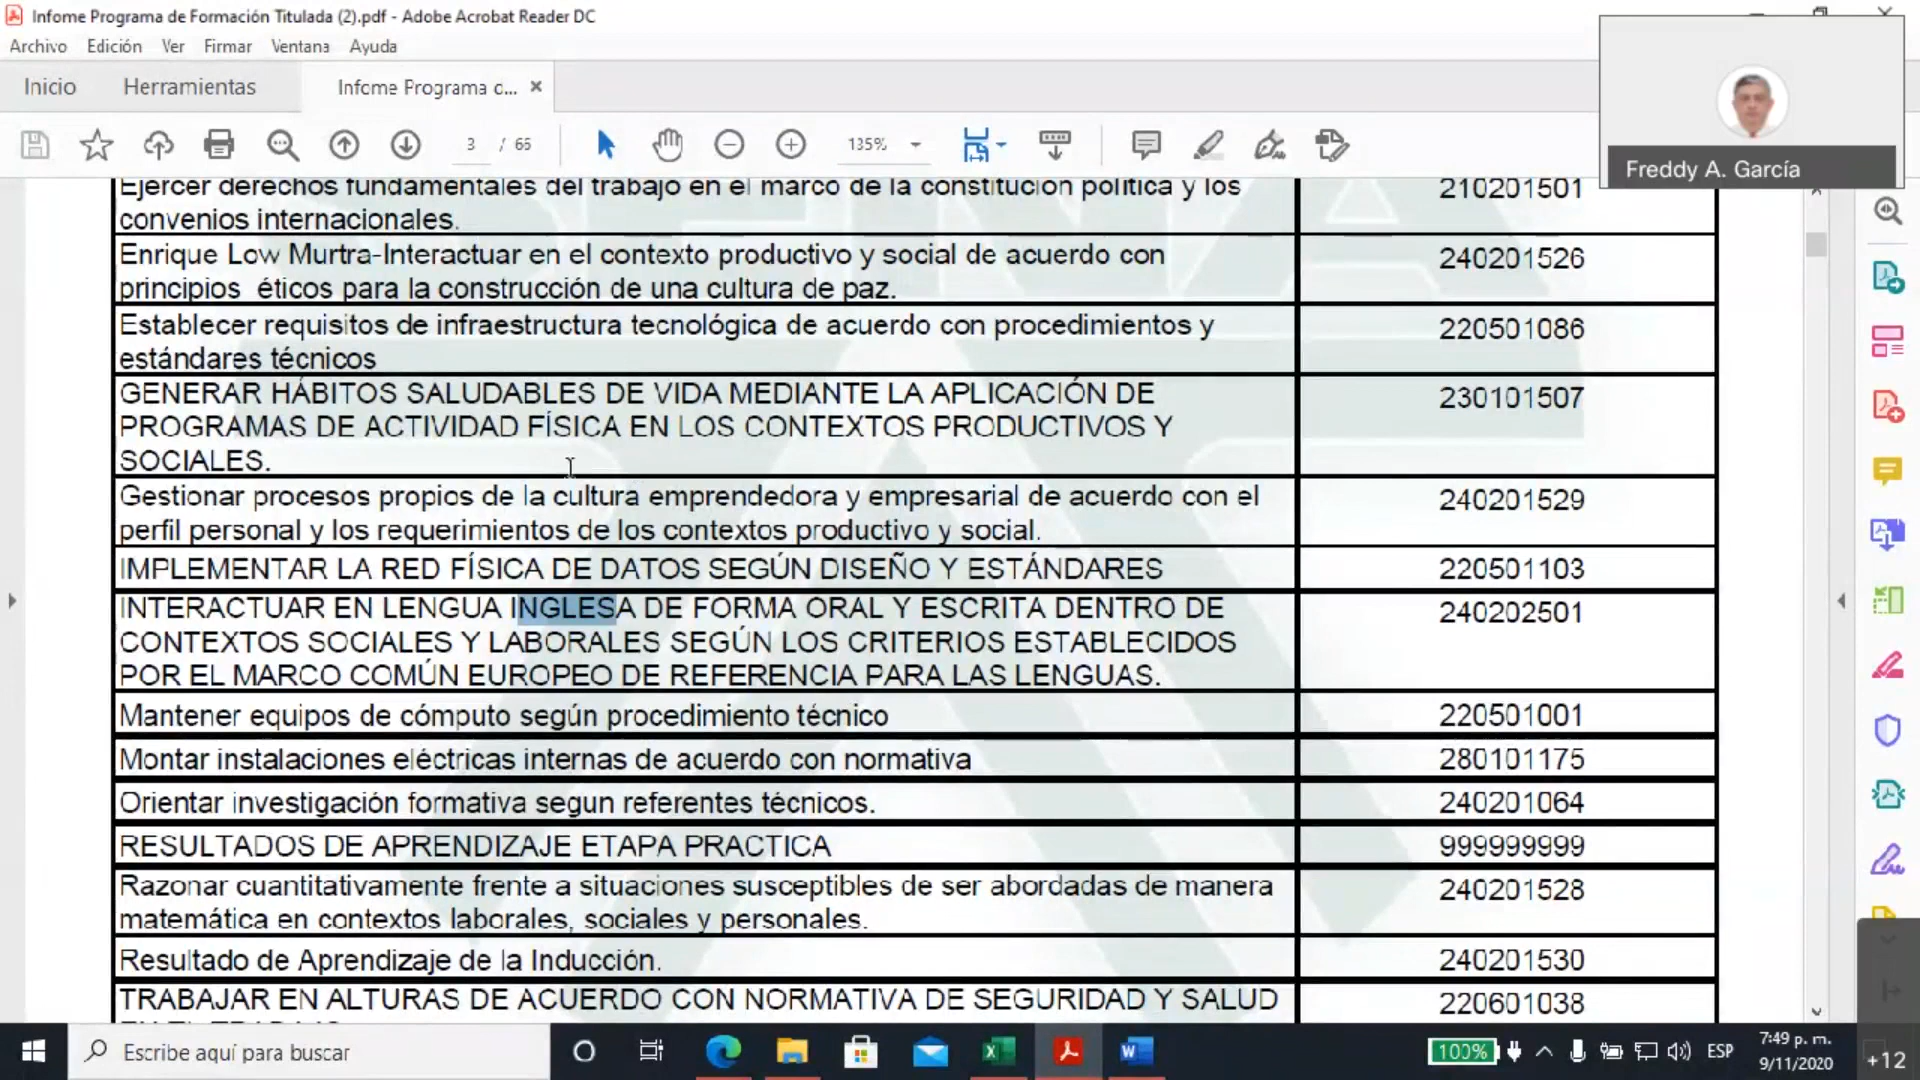 Infome Programa de Formación Titulada (2).pdf - Adobe Acrobat Reader DC
Archivo Edición Ver Firmar Ventana Ayuda
Inicio Herramientas Infome Programa d... ×
3 / 66 135%
Freddy A. García
Ejercer derechos fundamentales del trabajo en el marco de la constitución política y los 210201501
convenios internacionales.
Enrique Low Murtra-Interactuar en el contexto productivo y social de acuerdo con 240201526
principios éticos para la construcción de una cultura de paz.
Establecer requisitos de infraestructura tecnológica de acuerdo con procedimientos y 220501086
estándares técnicos
GENERAR HÁBITOS SALUDABLES DE VIDA MEDIANTE LA APLICACIÓN DE 230101507
PROGRAMAS DE ACTIVIDAD FÍSICA EN LOS CONTEXTOS PRODUCTIVOS Y
SOCIALES.
Gestionar procesos propios de la cultura emprendedora y empresarial de acuerdo con el 240201529
perfil personal y los requerimientos de los contextos productivo y social.
IMPLEMENTAR LA RED FÍSICA DE DATOS SEGÚN DISEÑO Y ESTÁNDARES 220501103
INTERACTUAR EN LENGUA INGLESA DE FORMA ORAL Y ESCRITA DENTRO DE 240202501
CONTEXTOS SOCIALES Y LABORALES SEGÚN LOS CRITERIOS ESTABLECIDOS
POR EL MARCO COMÚN EUROPEO DE REFERENCIA PARA LAS LENGUAS.
Mantener equipos de cómputo según procedimiento técnico 220501001
Montar instalaciones eléctricas internas de acuerdo con normativa 280101175
Orientar investigación formativa segun referentes técnicos. 240201064
RESULTADOS DE APRENDIZAJE ETAPA PRACTICA 999999999
Razonar cuantitativamente frente a situaciones susceptibles de ser abordadas de manera 240201528
matemática en contextos laborales, sociales y personales.
Resultado de Aprendizaje de la Inducción. 240201530
TRABAJAR EN ALTURAS DE ACUERDO CON NORMATIVA DE SEGURIDAD Y SALUD 220601038
Escribe aquí para buscar
100% ESP 7:49 p. m.
9/11/2020
+12